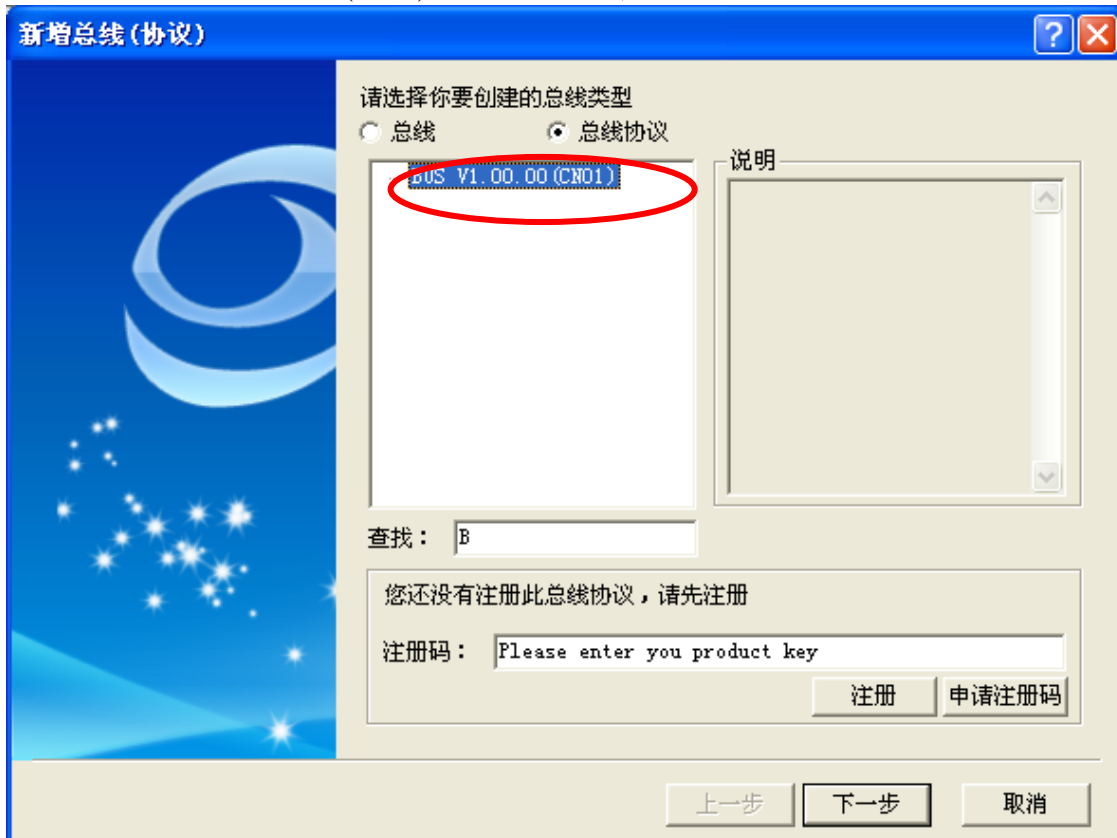 新增总线(协议)
请选择你要创建的总线类型
总线 总线协议
BUS V1.00.00(CN01)
说明
查找： B
您还没有注册此总线协议，请先注册
注册码： Please enter you product key
注册 申请注册码
上一步 下一步 取消